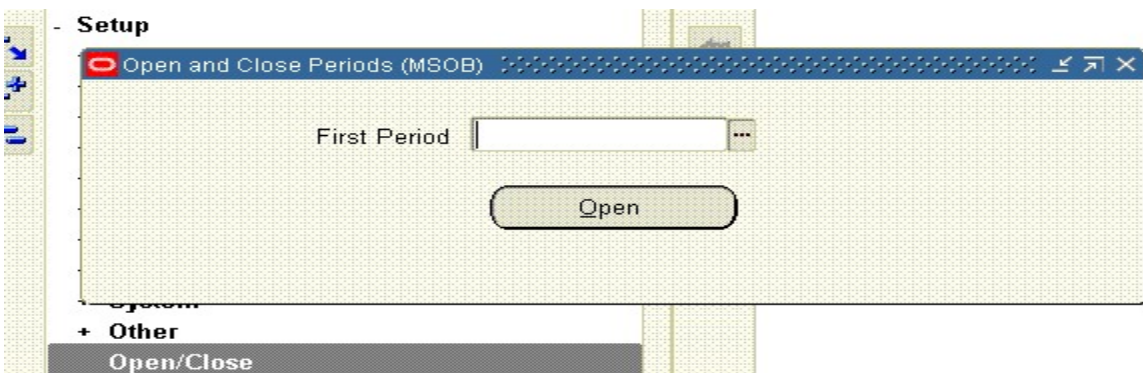 - Setup
Open and Close Periods (MSOB)
First Period
...
Open
+ Other
Open/Close